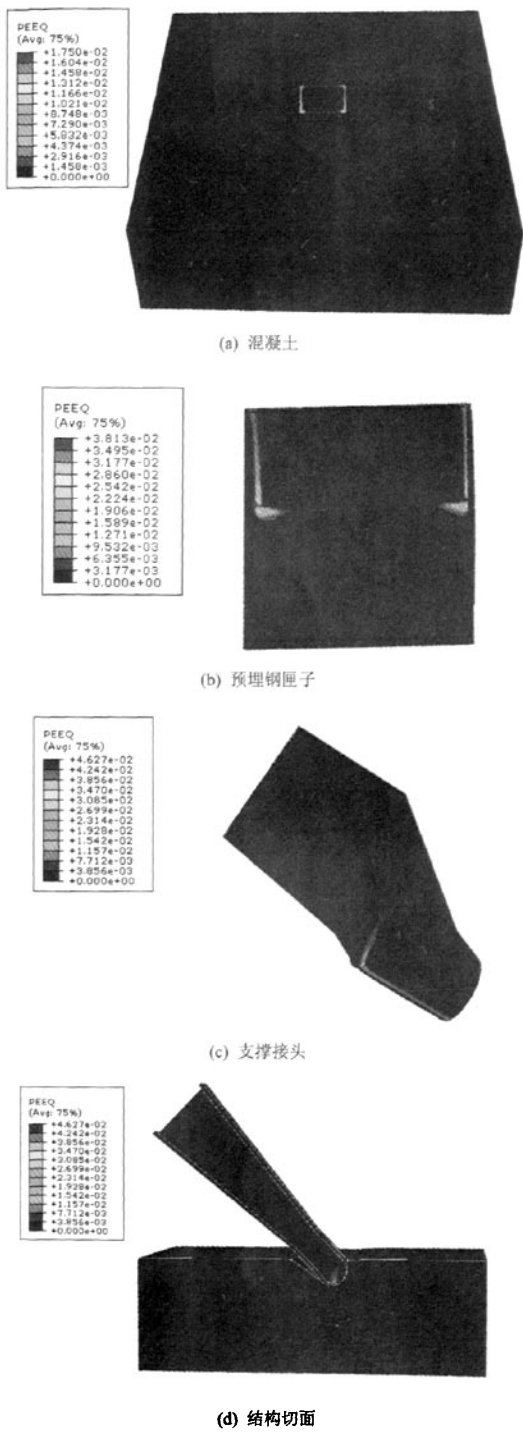 PEEQ
(Avg: 75%)
+1.750e-02
+1.604e-02
+1.458e-02
+1.312e-02
+1.166e-02
+1.021e-02
+8.748e-03
+7.290e-03
+5.832e-03
+4.374e-03
+2.916e-03
+1.458e-03
+0.000e+00
(a) 混凝土
PEEQ
(Avg: 75%)
+3.813e-02
+3.495e-02
+3.177e-02
+2.860e-02
+2.542e-02
+2.224e-02
+1.906e-02
+1.589e-02
+1.271e-02
+9.532e-03
+6.355e-03
+3.177e-03
+0.000e+00
(b) 预埋钢匣子
PEEQ
(Avg: 75%)
+4.627e-02
+4.242e-02
+3.856e-02
+3.470e-02
+3.085e-02
+2.699e-02
+2.314e-02
+1.928e-02
+1.542e-02
+1.157e-02
+7.712e-03
+3.856e-03
+0.000e+00
(c) 支撑接头
PEEQ
(Avg: 75%)
+4.627e-02
+4.242e-02
+3.856e-02
+3.470e-02
+3.085e-02
+2.699e-02
+2.314e-02
+1.928e-02
+1.542e-02
+1.157e-02
+7.712e-03
+3.856e-03
+0.000e+00
(d) 结构切面